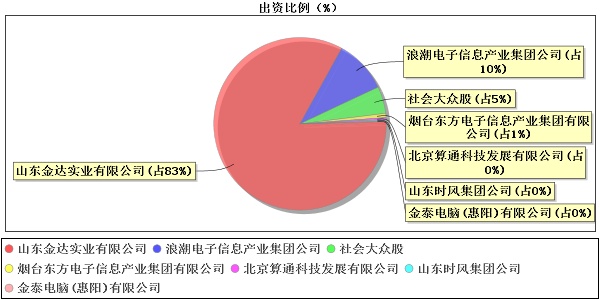 出资比例（%）
浪潮电子信息产业集团公司(占
10%)
社会大众股(占5%)
烟台东方电子信息产业集团有限
公司(占1%)
北京算通科技发展有限公司(占
0%)
山东时风集团公司(占0%)
金泰电脑(惠阳)有限公司(占0%)
山东金达实业有限公司(占83%)
山东金达实业有限公司 浪潮电子信息产业集团公司 社会大众股
烟台东方电子信息产业集团有限公司 北京算通科技发展有限公司 山东时风集团公司
金泰电脑(惠阳)有限公司